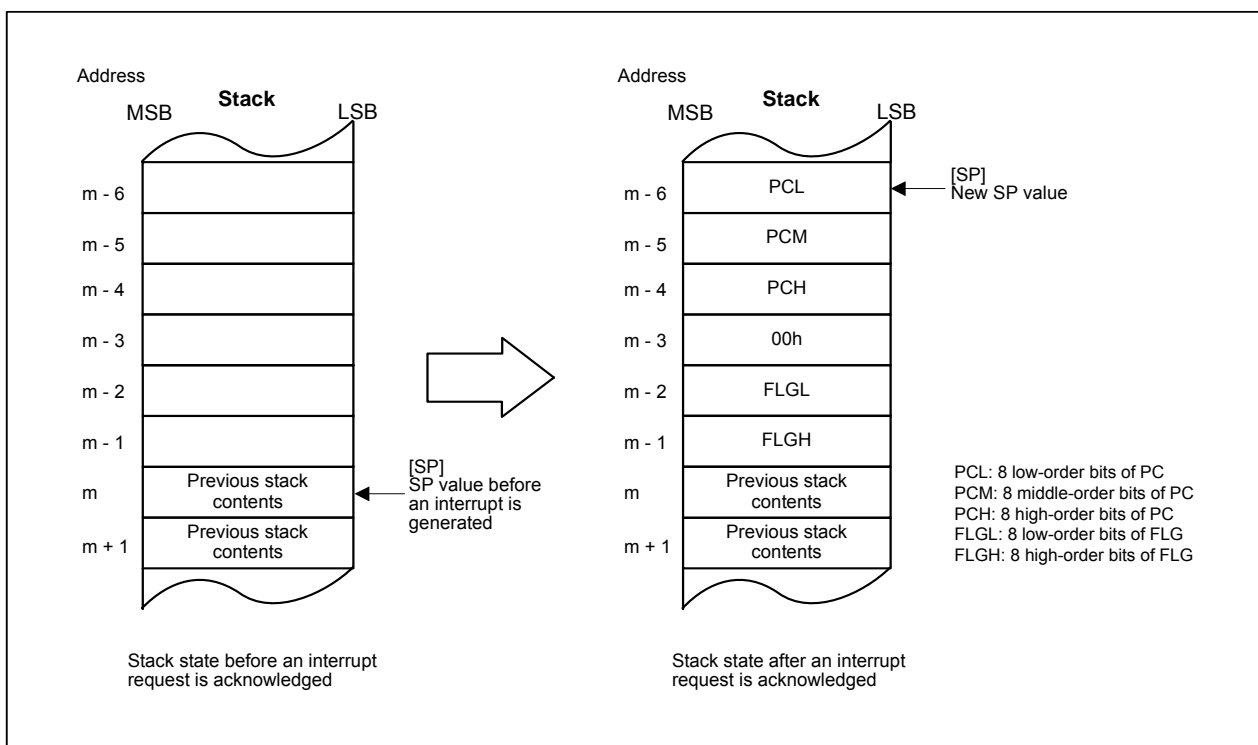 Address
Stack
MSB
LSB
m - 6
m - 5
m - 4
m - 3
m - 2
m - 1
m
Previous stack
contents
m + 1
Previous stack
contents
[SP]
SP value before
an interrupt is
generated
Stack state before an interrupt
request is acknowledged
Address
Stack
MSB
LSB
m - 6
PCL
[SP]
New SP value
m - 5
PCM
m - 4
PCH
m - 3
00h
m - 2
FLGL
m - 1
FLGH
m
Previous stack
contents
m + 1
Previous stack
contents
Stack state after an interrupt
request is acknowledged
PCL: 8 low-order bits of PC
PCM: 8 middle-order bits of PC
PCH: 8 high-order bits of PC
FLGL: 8 low-order bits of FLG
FLGH: 8 high-order bits of FLG